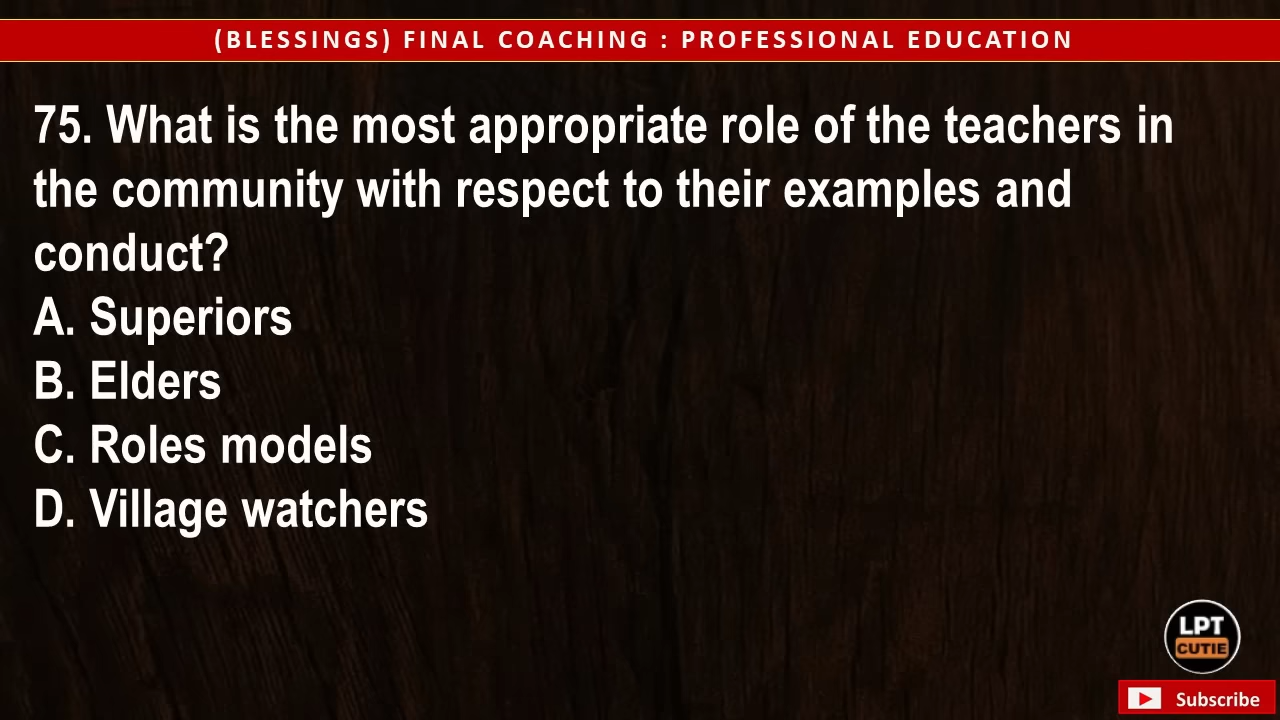 (BLESSINGS) FINAL COACHING : PROFESSIONAL EDUCATION
75. What is the most appropriate role of the teachers in
the community with respect to their examples and
conduct?
A. Superiors
B. Elders
C. Roles models
D. Village watchers
LPT
CUTIE
Subscribe